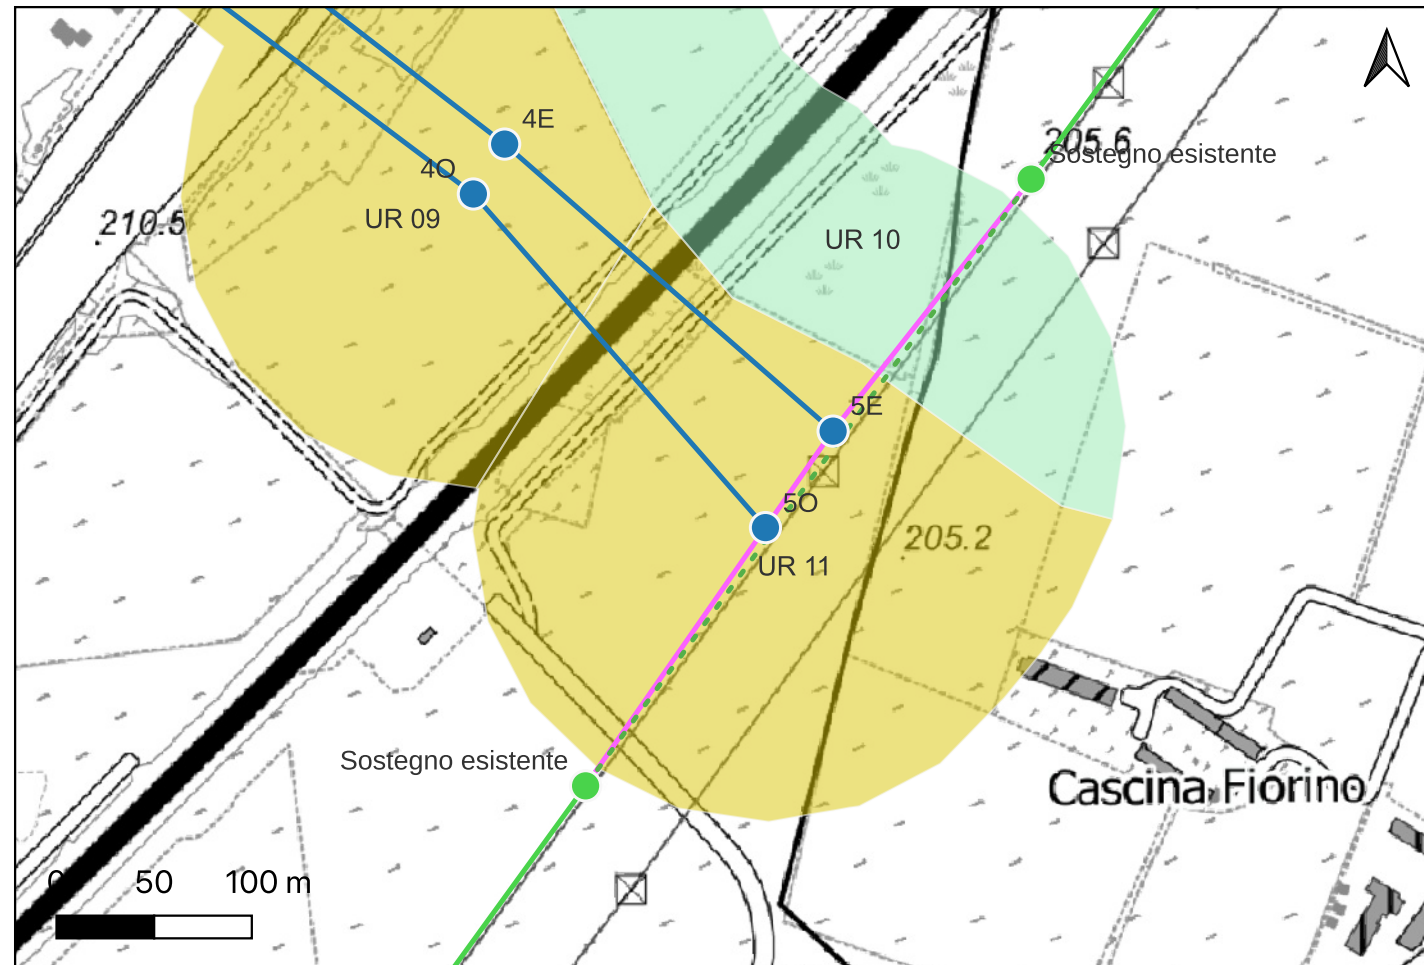 4E
205.6
Sostegno esistente
4O
UR 09
.210.5
UR 10
5E
5O
205.2
UR 11
Sostegno esistente
Cascina Fiorino
0 50 100 m